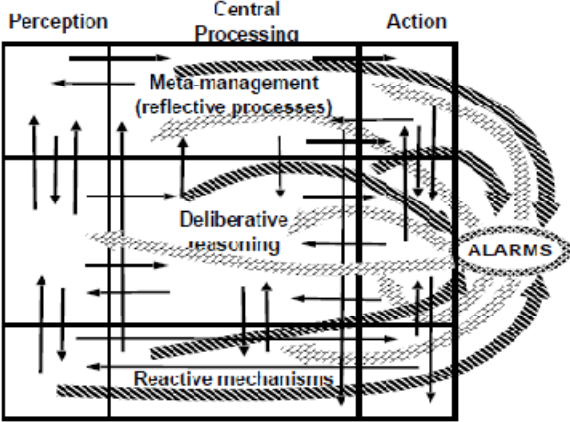 Perception
Central
Processing
Action
Meta-management
(reflective processes)
Deliberative
reasoning
ALARMS
Reactive mechanisms